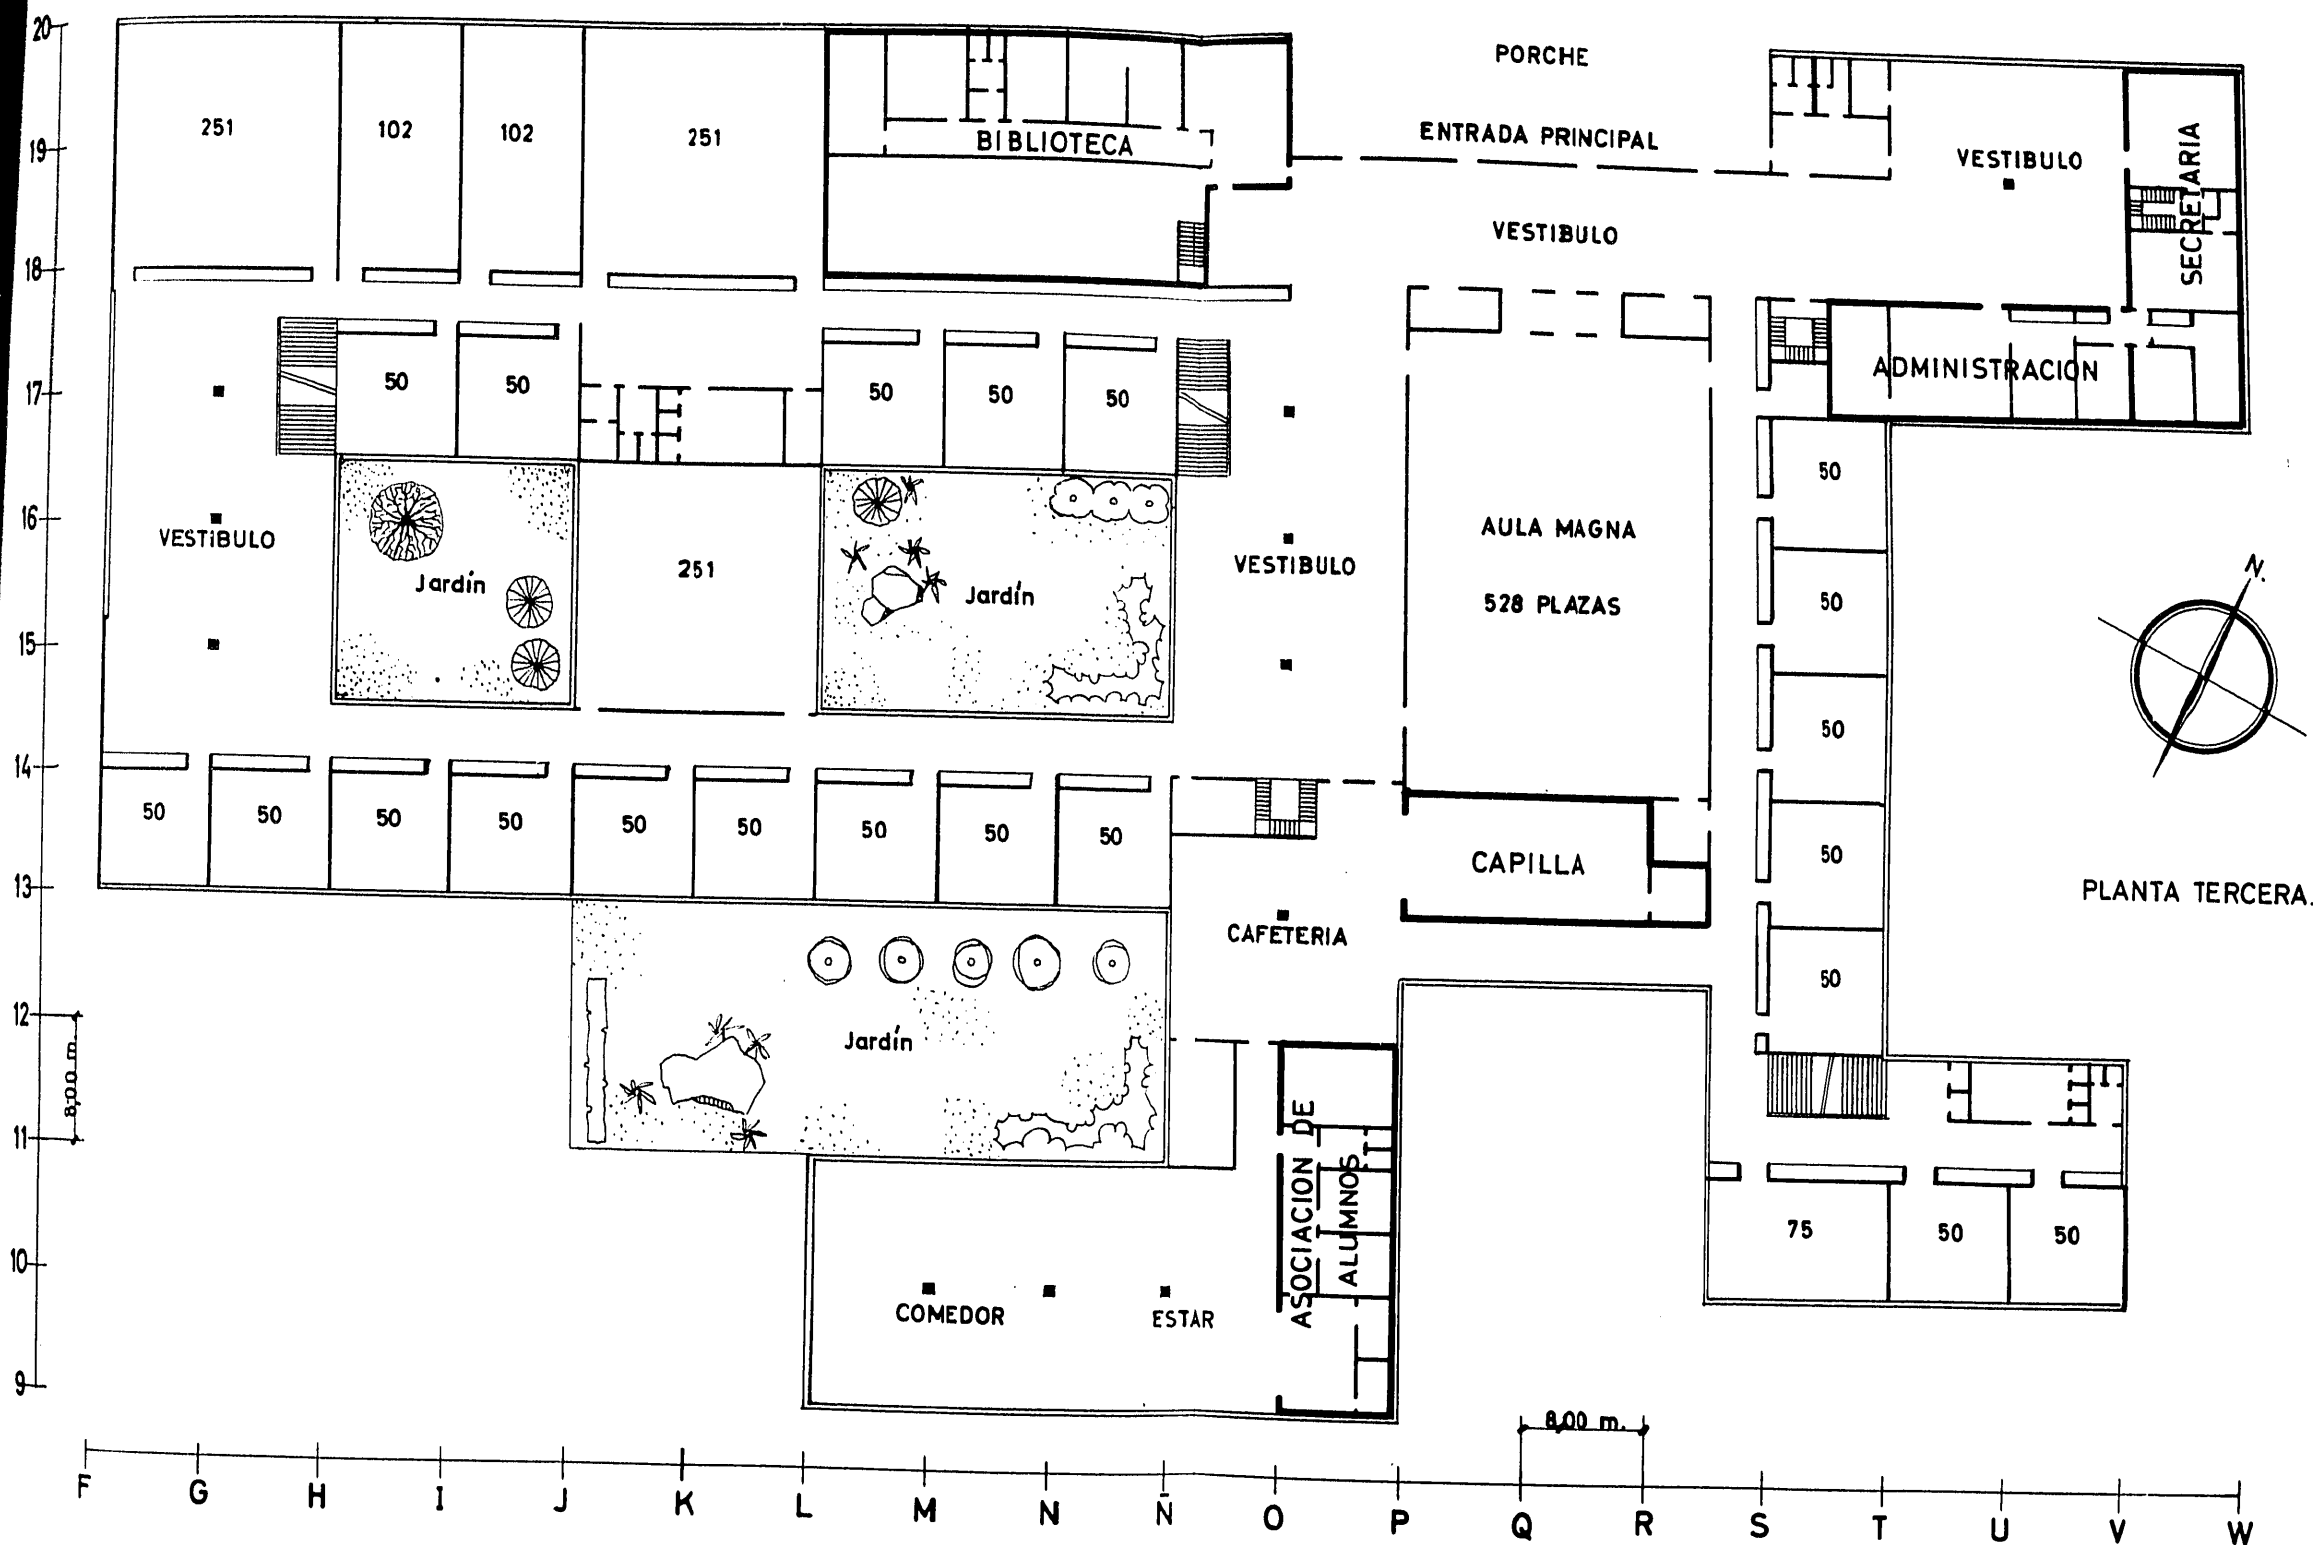 20
PORCHE
251
102
102
251
BIBLIOTECA
ENTRADA PRINCIPAL
VESTIBULO
SECRETARIA
19
VESTIBULO
18
17
50
50
50
50
50
ADMINISTRACION
50
16
VESTIBULO
Jardín
251
Jardín
VESTIBULO
AULA MAGNA
528 PLAZAS
50
N.
15
50
14
50
50
50
50
50
50
50
50
50
CAPILLA
50
13
PLANTA TERCERA.
CAFETERIA
50
12
Jardín
8,00 m.
11
ASOCIACION DE
ALUMNOS
75
50
50
10
COMEDOR
ESTAR
9
8,00 m.
F G H I J K L M N Ñ O P Q R S T U V W